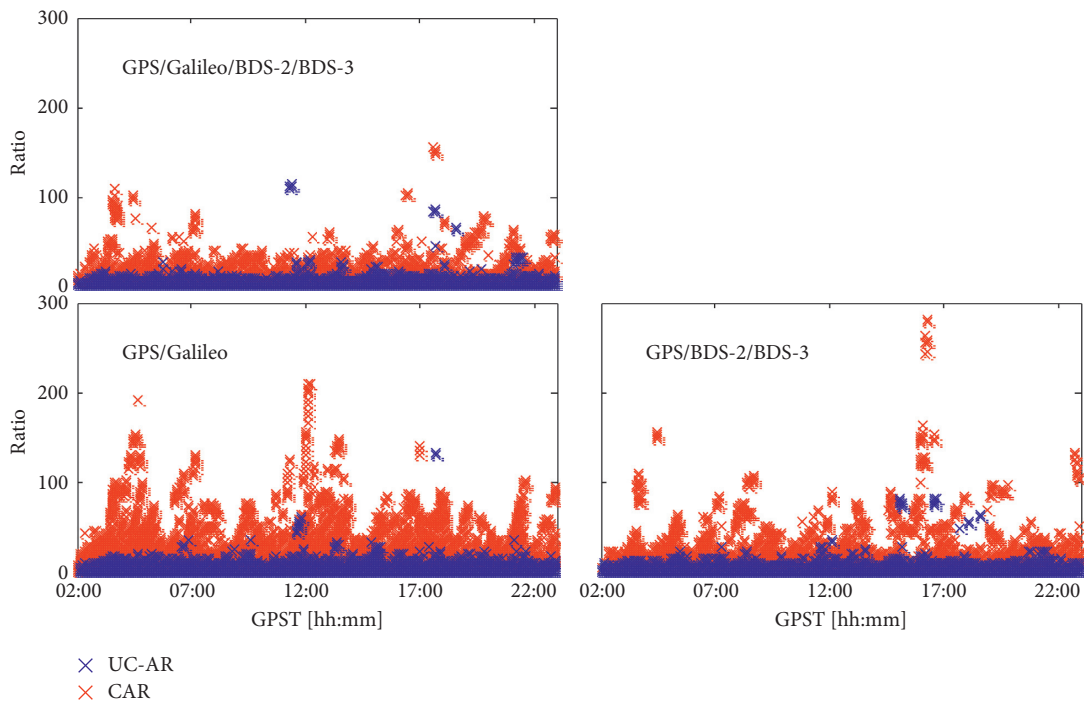 300
GPS/Galileo/BDS-2/BDS-3
200
Ratio
100
0
300
GPS/Galileo
GPS/BDS-2/BDS-3
200
Ratio
100
0
02:00 07:00 12:00 17:00 22:00
02:00 07:00 12:00 17:00 22:00
GPST [hh:mm]
GPST [hh:mm]
UC-AR
CAR